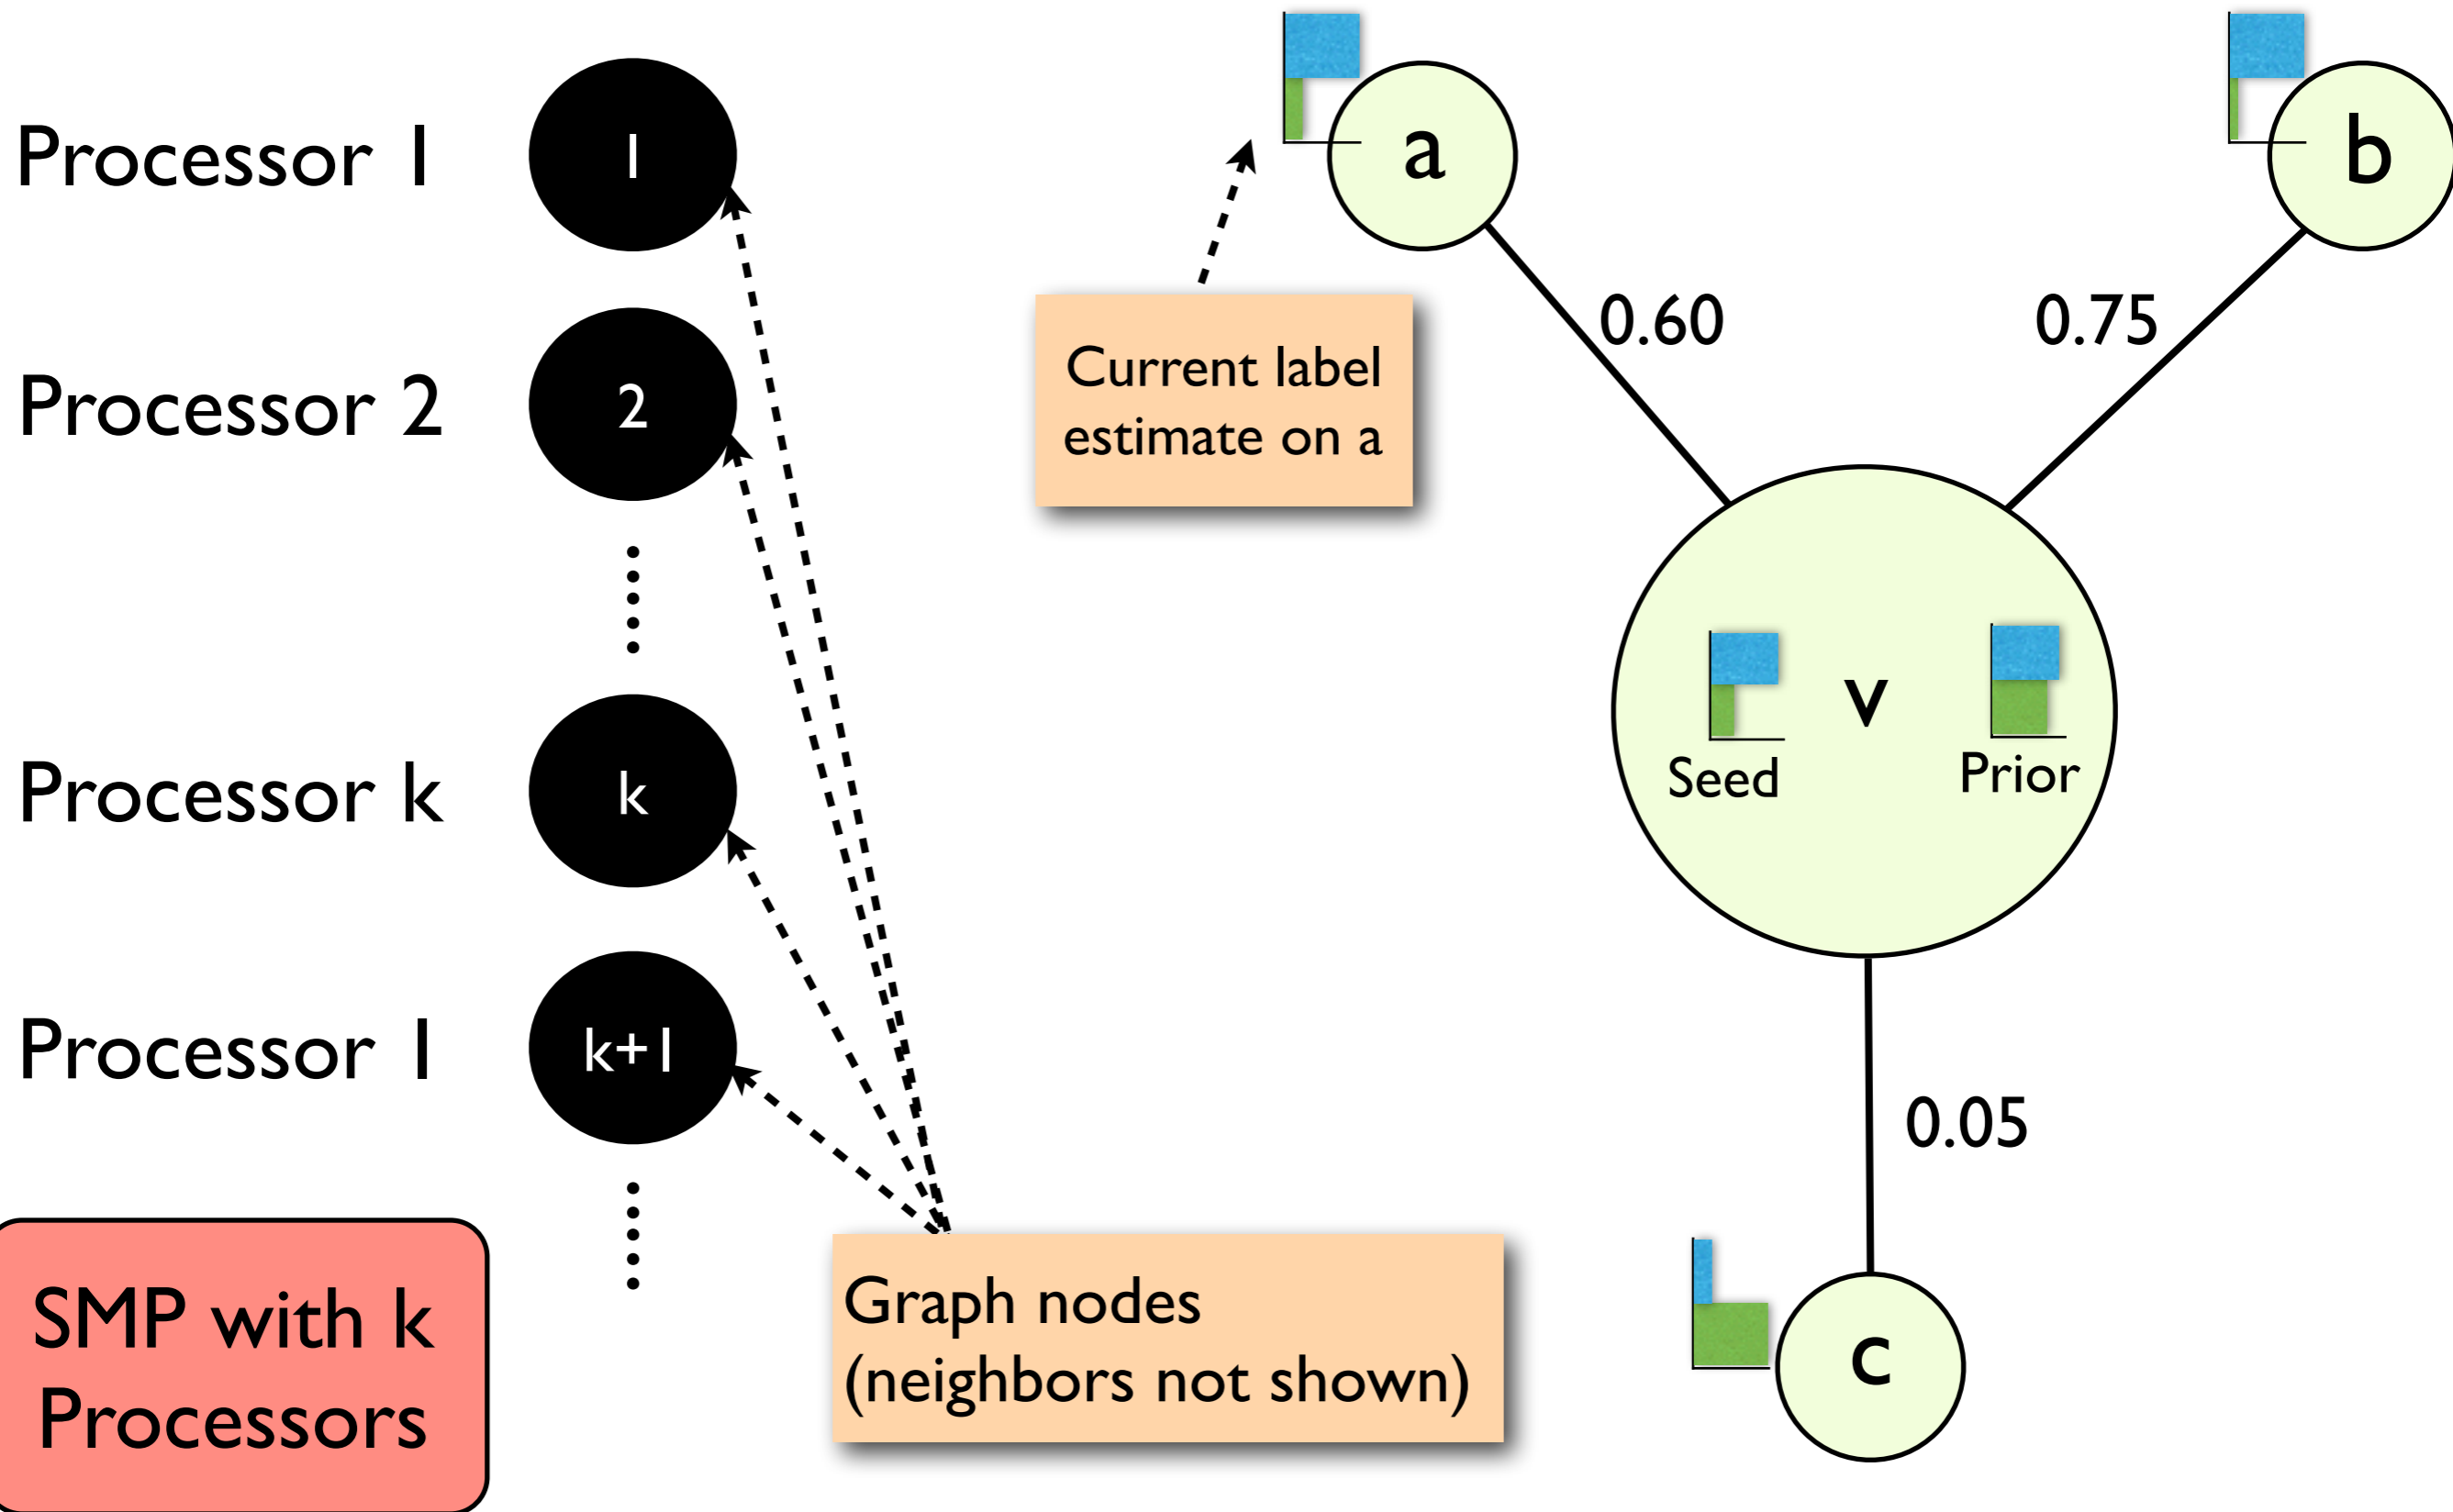 Processor 1
1
Processor 2
2
Processor k
k
Processor 1
k+1
SMP with k
Processors
Graph nodes
(neighbors not shown)
Current label
estimate on a
a
b
0.60
0.75
Seed
v
Prior
0.05
c